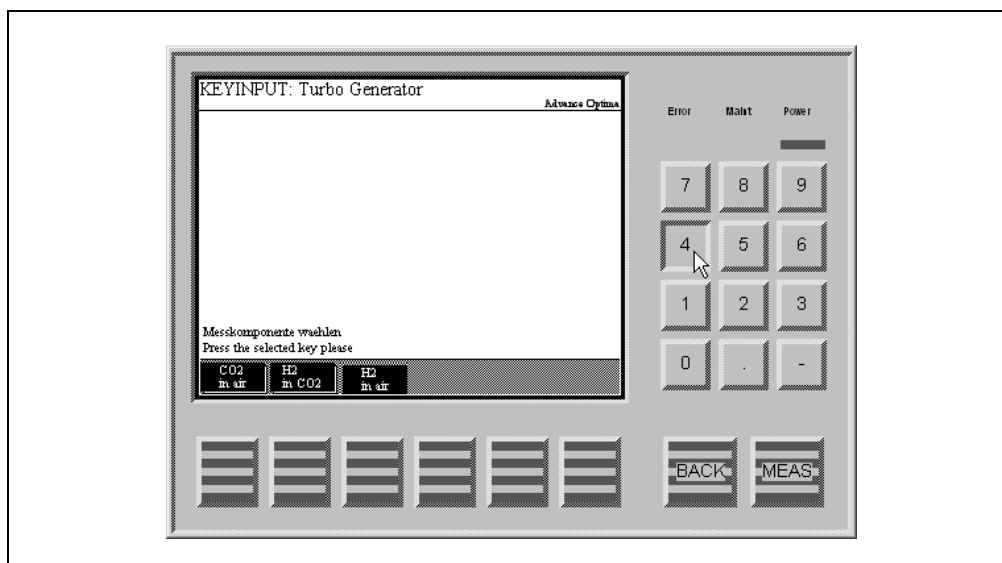 KEYINPUT: Turbo Generator
Advance Optima
Messkomponente waehlen
Press the selected key please
CO2
in air
H2
in CO2
H2
in air
Error Maint Power
7 8 9
4 5 6
1 2 3
0 . -
BACK MEAS